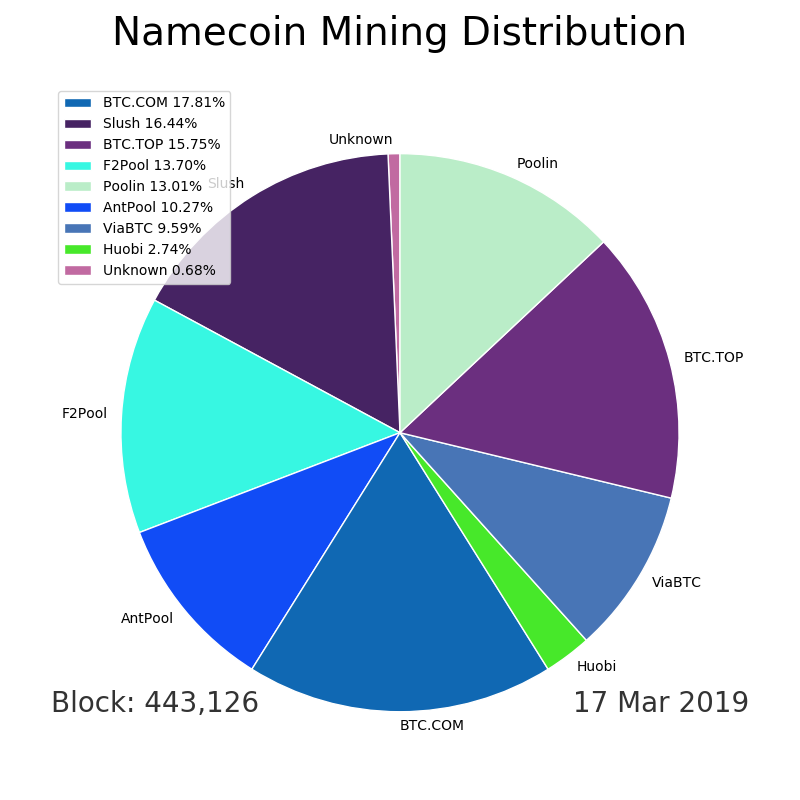 Namecoin Mining Distribution
BTC.COM 17.81%
Slush 16.44%
BTC.TOP 15.75%
F2Pool 13.70%
Poolin 13.01%
AntPool 10.27%
ViaBTC 9.59%
Huobi 2.74%
Unknown 0.68%
Unknown
Poolin
Slush
BTC.TOP
F2Pool
ViaBTC
AntPool
Huobi
BTC.COM
Block: 443,126
17 Mar 2019